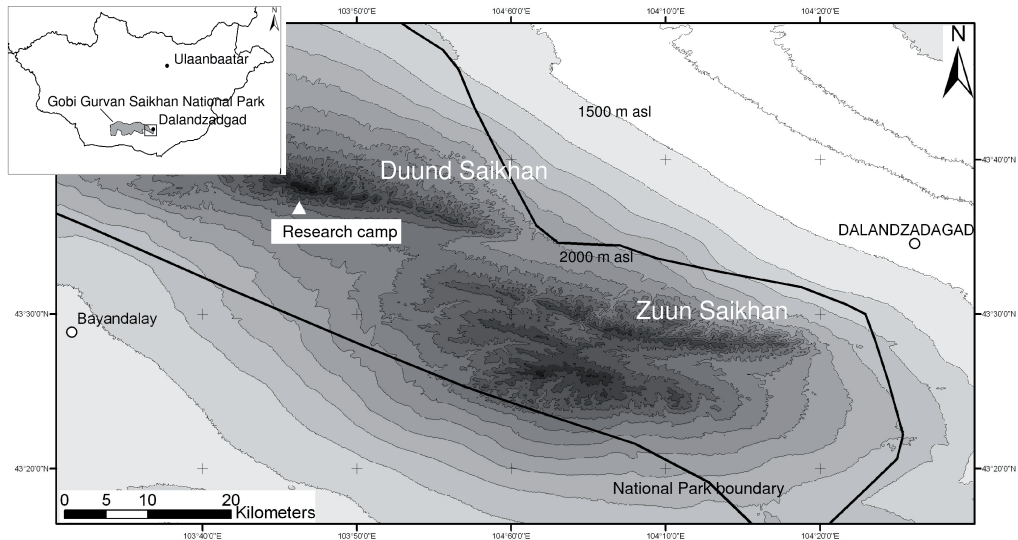 103°50'0"E
104°60'0"E
104°10'0"E
104°20'0"E
N
Ulaanbaatar
Gobi Gurvan Saikhan National Park
Dalandzadgad
N
1500 m asl
43°40'0"N
Duund Saikhan
Research camp
DALANDZADAGAD
2000 m asl
Zuun Saikhan
43°30'0"N
43°30'0"N
Bayandalay
43°20'0"N
43°20'0"N
National Park boundary
0 5 10 20
Kilometers
103°40'0"E
103°50'0"E
104°60'0"E
104°10'0"E
104°20'0"E